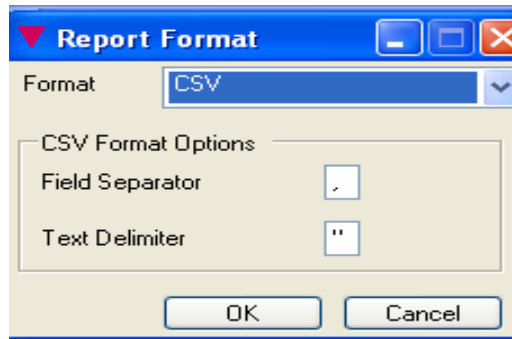 Report Format
Format CSV
CSV Format Options
Field Separator ,
Text Delimiter "
OK Cancel